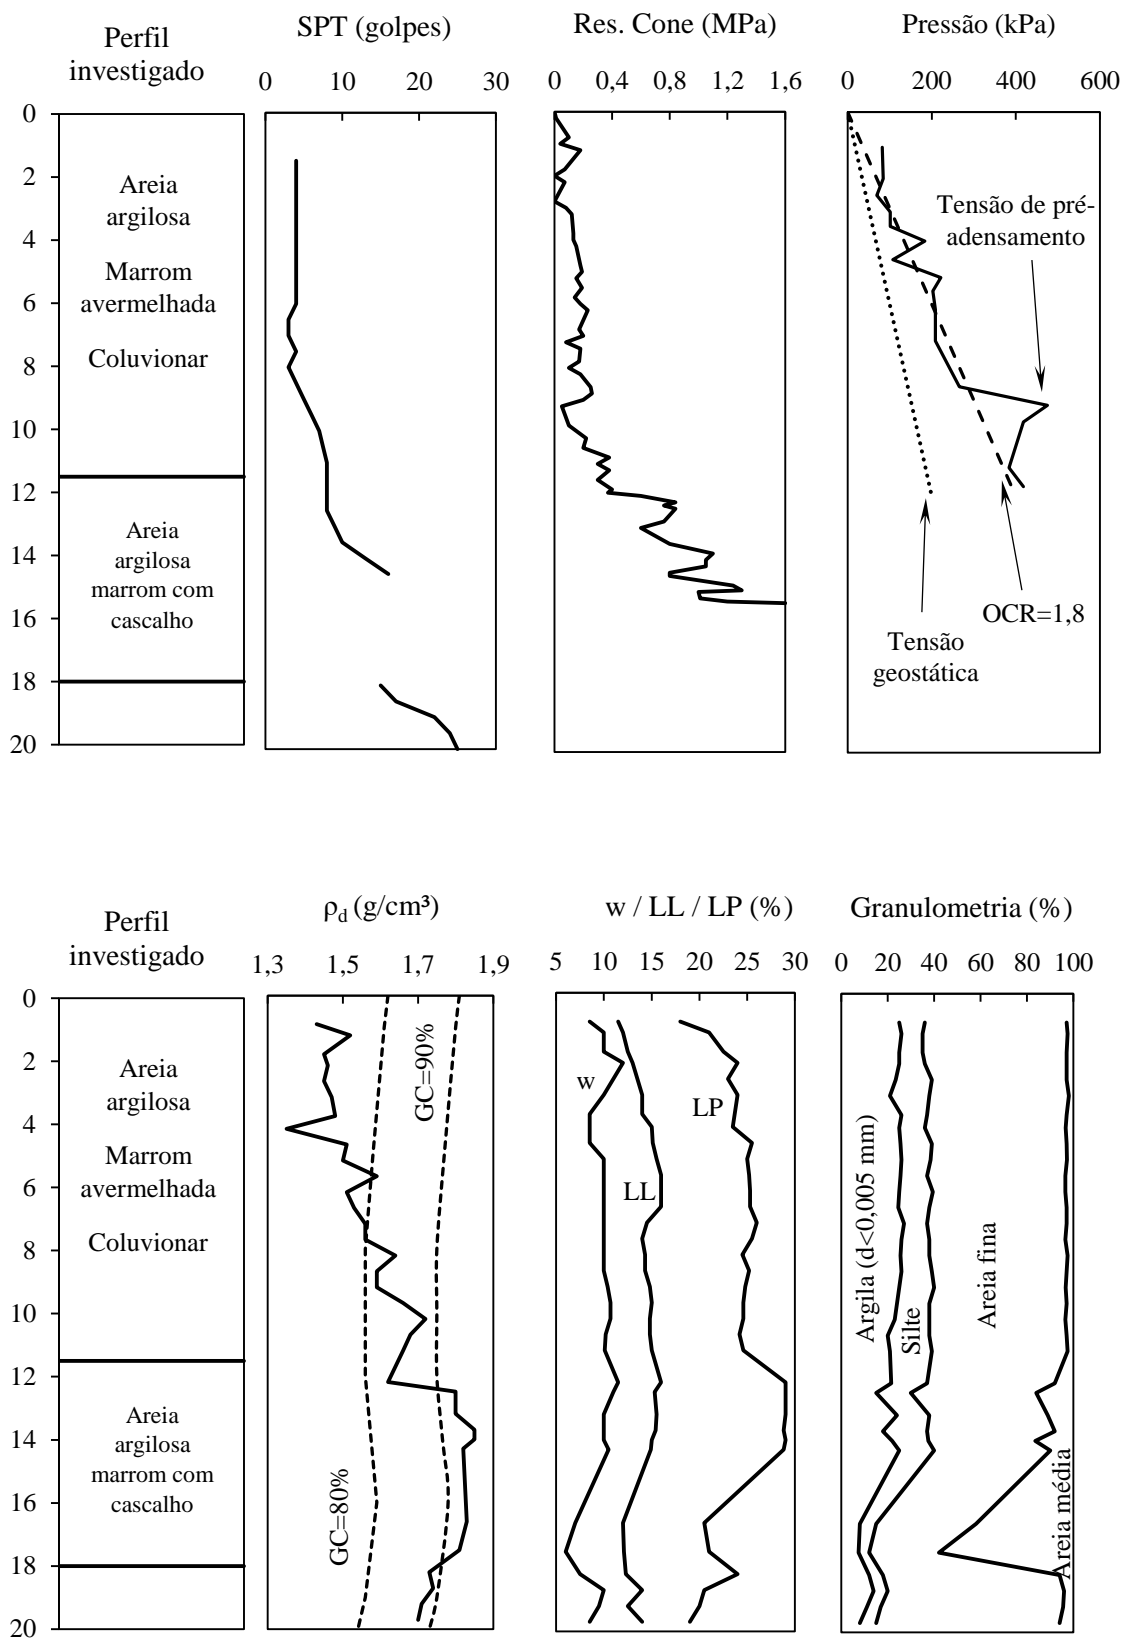 Perfil
investigado
SPT (golpes)
0 10 20 30
Res. Cone (MPa)
0 0,4 0,8 1,2 1,6
Pressão (kPa)
0 200 400 600
0
2
4
6
8
10
12
14
16
18
20
Areia
argilosa
Marrom
avermelhada
Coluvionar
Areia
argilosa
marrom com
cascalho
Tensão de pré-
adensamento
OCR=1,8
Tensão
geostática
Perfil
investigado
ρd (g/cm³)
1,3 1,5 1,7 1,9
w / LL / LP (%)
5 10 15 20 25 30
Granulometria (%)
0 20 40 60 80 100
0
2
4
6
8
10
12
14
16
18
20
Areia
argilosa
Marrom
avermelhada
Coluvionar
Areia
argilosa
marrom com
cascalho
GC=90%
GC=80%
w
LL
LP
Argila (d<0,005 mm)
Silte
Areia fina
Areia média